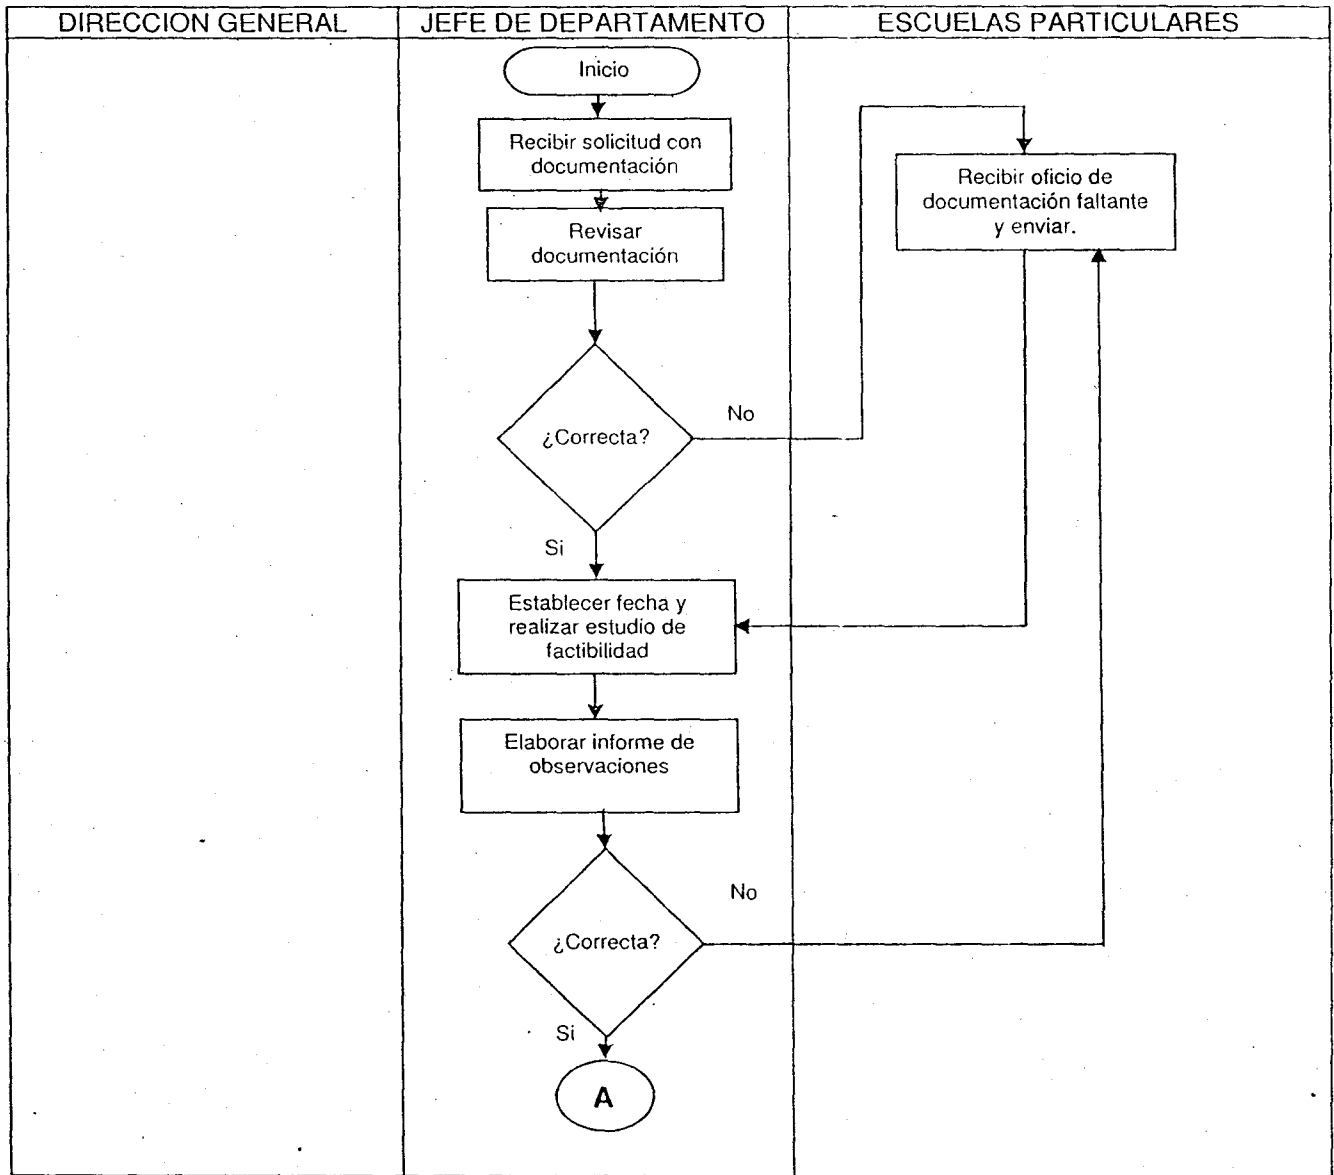 DIRECCION GENERAL
JEFE DE DEPARTAMENTO
ESCUELAS PARTICULARES
Inicio
Recibir solicitud con
documentación
Revisar
documentación
Recibir oficio de
documentación faltante
y enviar.
¿Correcta?
No
Si
Establecer fecha y
realizar estudio de
factibilidad
Elaborar informe de
observaciones
¿Correcta?
No
Si
A